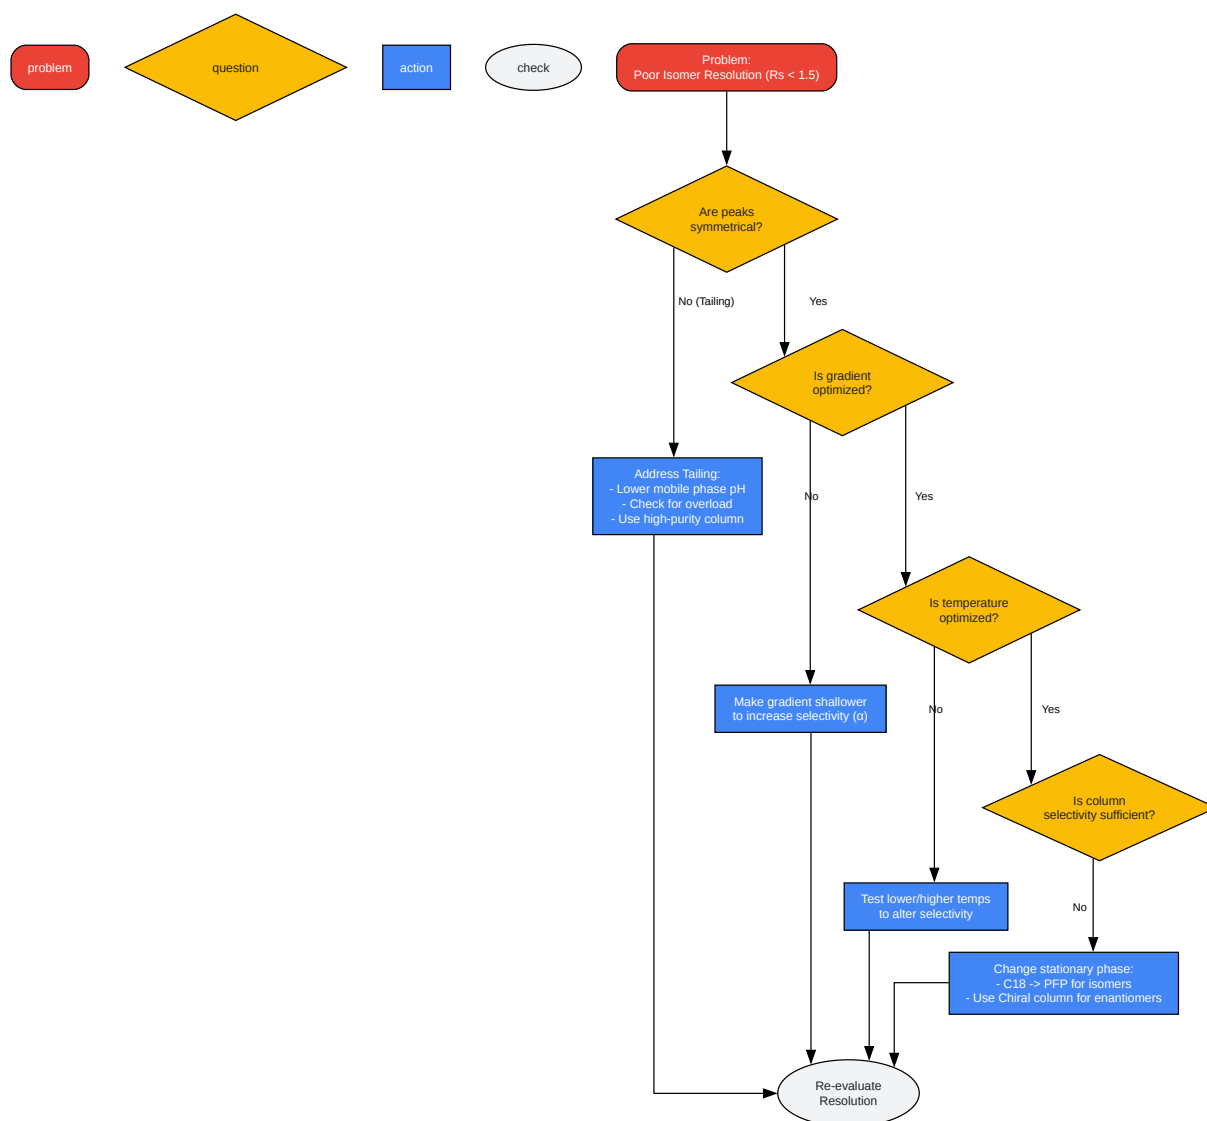 problem
question
action
check
Problem:
Poor Isomer Resolution (Rs < 1.5)
Are peaks
symmetrical?
No (Tailing)
Yes
Is gradient
optimized?
Address Tailing:
- Lower mobile phase pH
- Check for overload
- Use high-purity column
No
Yes
Is temperature
optimized?
Make gradient shallower
to increase selectivity (α)
No
Yes
Is column
selectivity sufficient?
Test lower/higher temps
to alter selectivity
No
Change stationary phase:
- C18 -> PFP for isomers
- Use Chiral column for enantiomers
Re-evaluate
Resolution